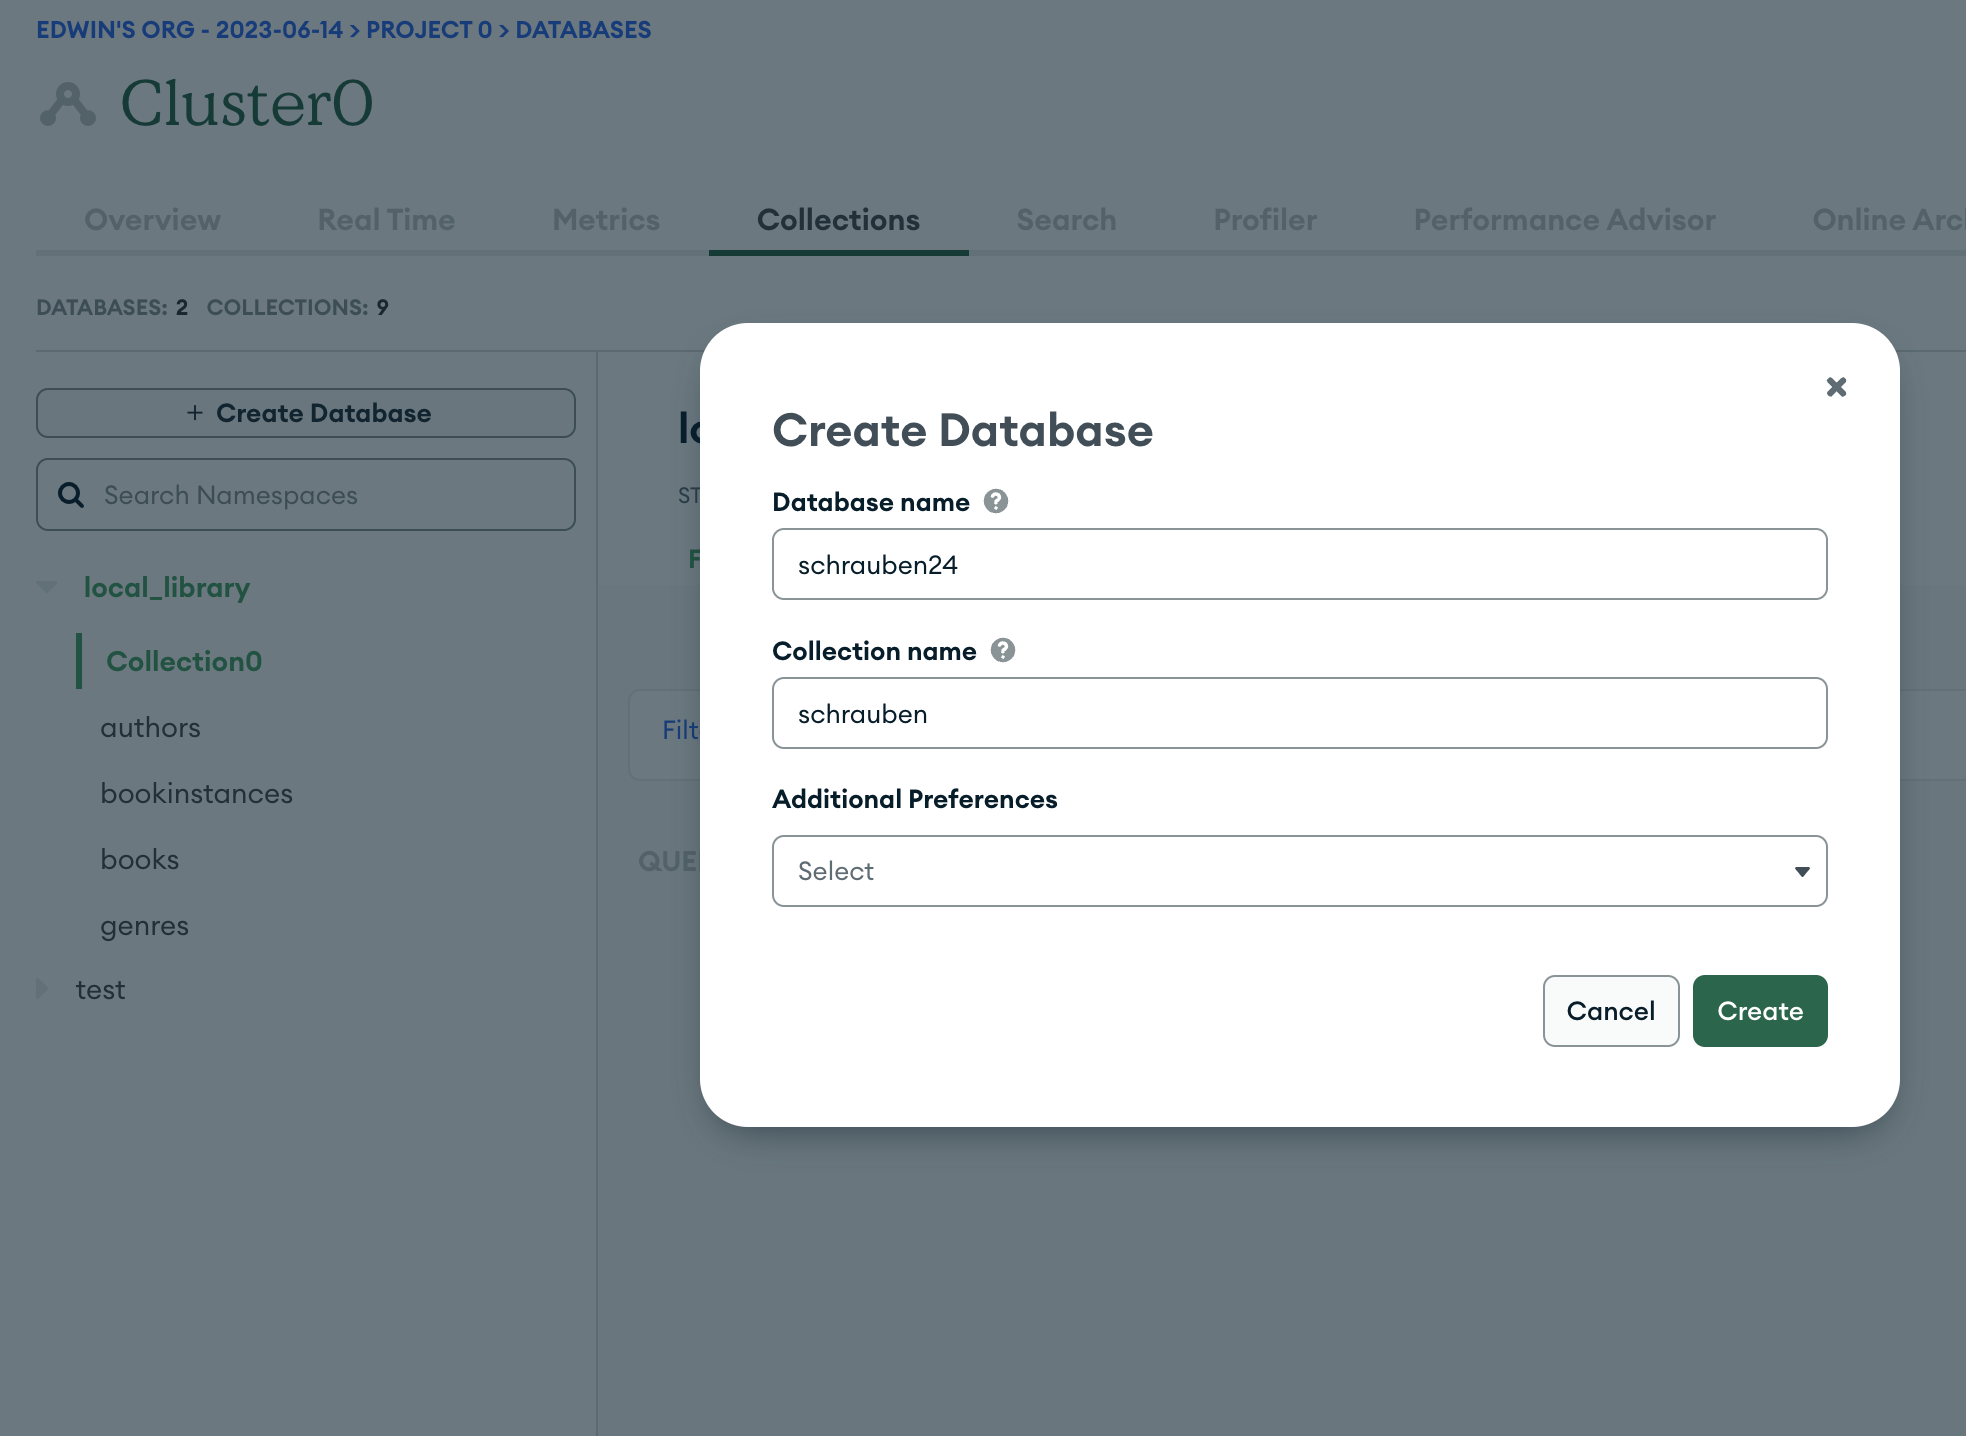 EDWIN'S ORG - 2023-06-14 > PROJECT 0 > DATABASES
Cluster0
Overview Real Time Metrics Collections Search Profiler Performance Advisor Online Arc
DATABASES: 2 COLLECTIONS: 9
+ Create Database
Search Namespaces
local_library
Collection0
authors
bookinstances
books
genres
test
lo
ST
F
Filt
QUE
Create Database
Database name ?
schrauben24
Collection name ?
schrauben
Additional Preferences
Select
Cancel Create